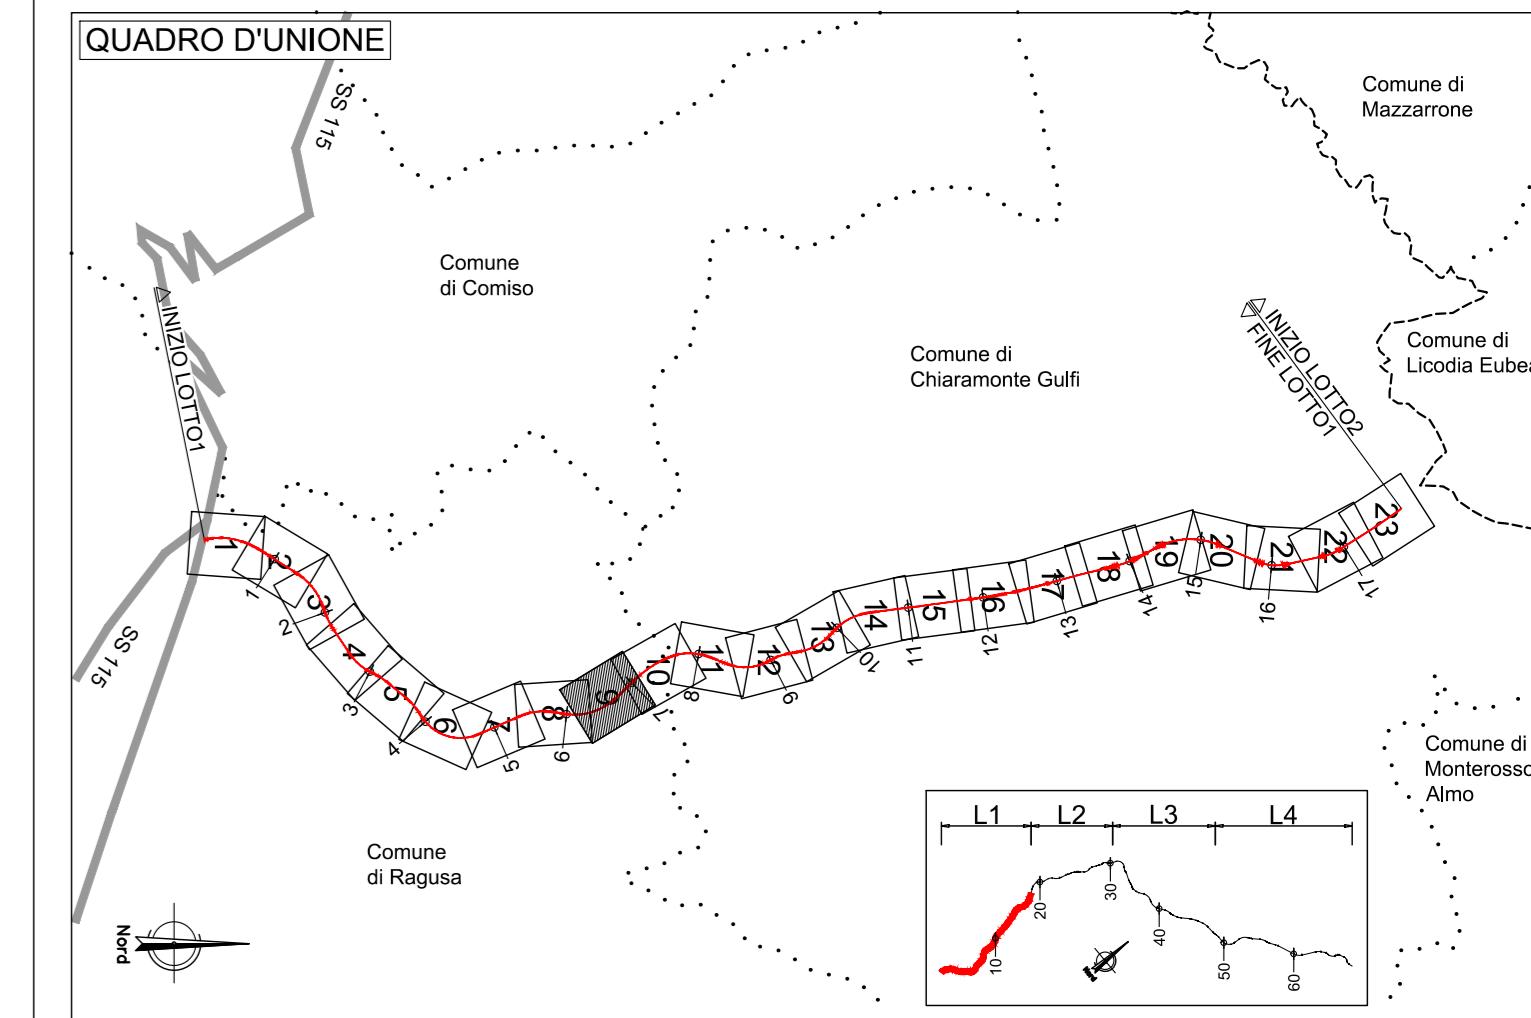 QUADRO D'UNIONE
SS 115
Comune di
Mazzarrone
Comune
di Comiso
INIZIO LOTTO1
Comune di
Chiaramonte Gulfi
INIZIO LOTTO2
FINE LOTTO1
Comune di
Licodia Eubea
1
2
3
4
5
6
7
8
9
10
11
12
13
14
15
16
17
18
19
20
21
22
23
1
2
3
4
5
6
7
8
9
10
11
12
13
14
15
16
17
SS 115
Comune di
Monterosso
Almo
Comune
di Ragusa
Nord
L1 L2 L3 L4
10
20
30
40
50
60
Nord